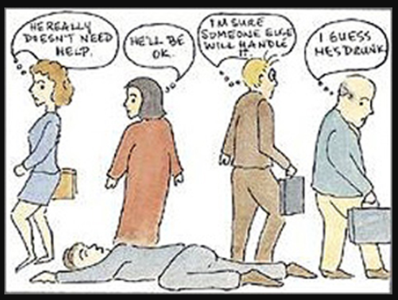 HE REALLY
DOESN'T NEED
HELP.
HE'LL BE
OK.
I'M SURE
SOMEONE ELSE
WILL HANDLE
IT.
I GUESS
HE'S DRUNK